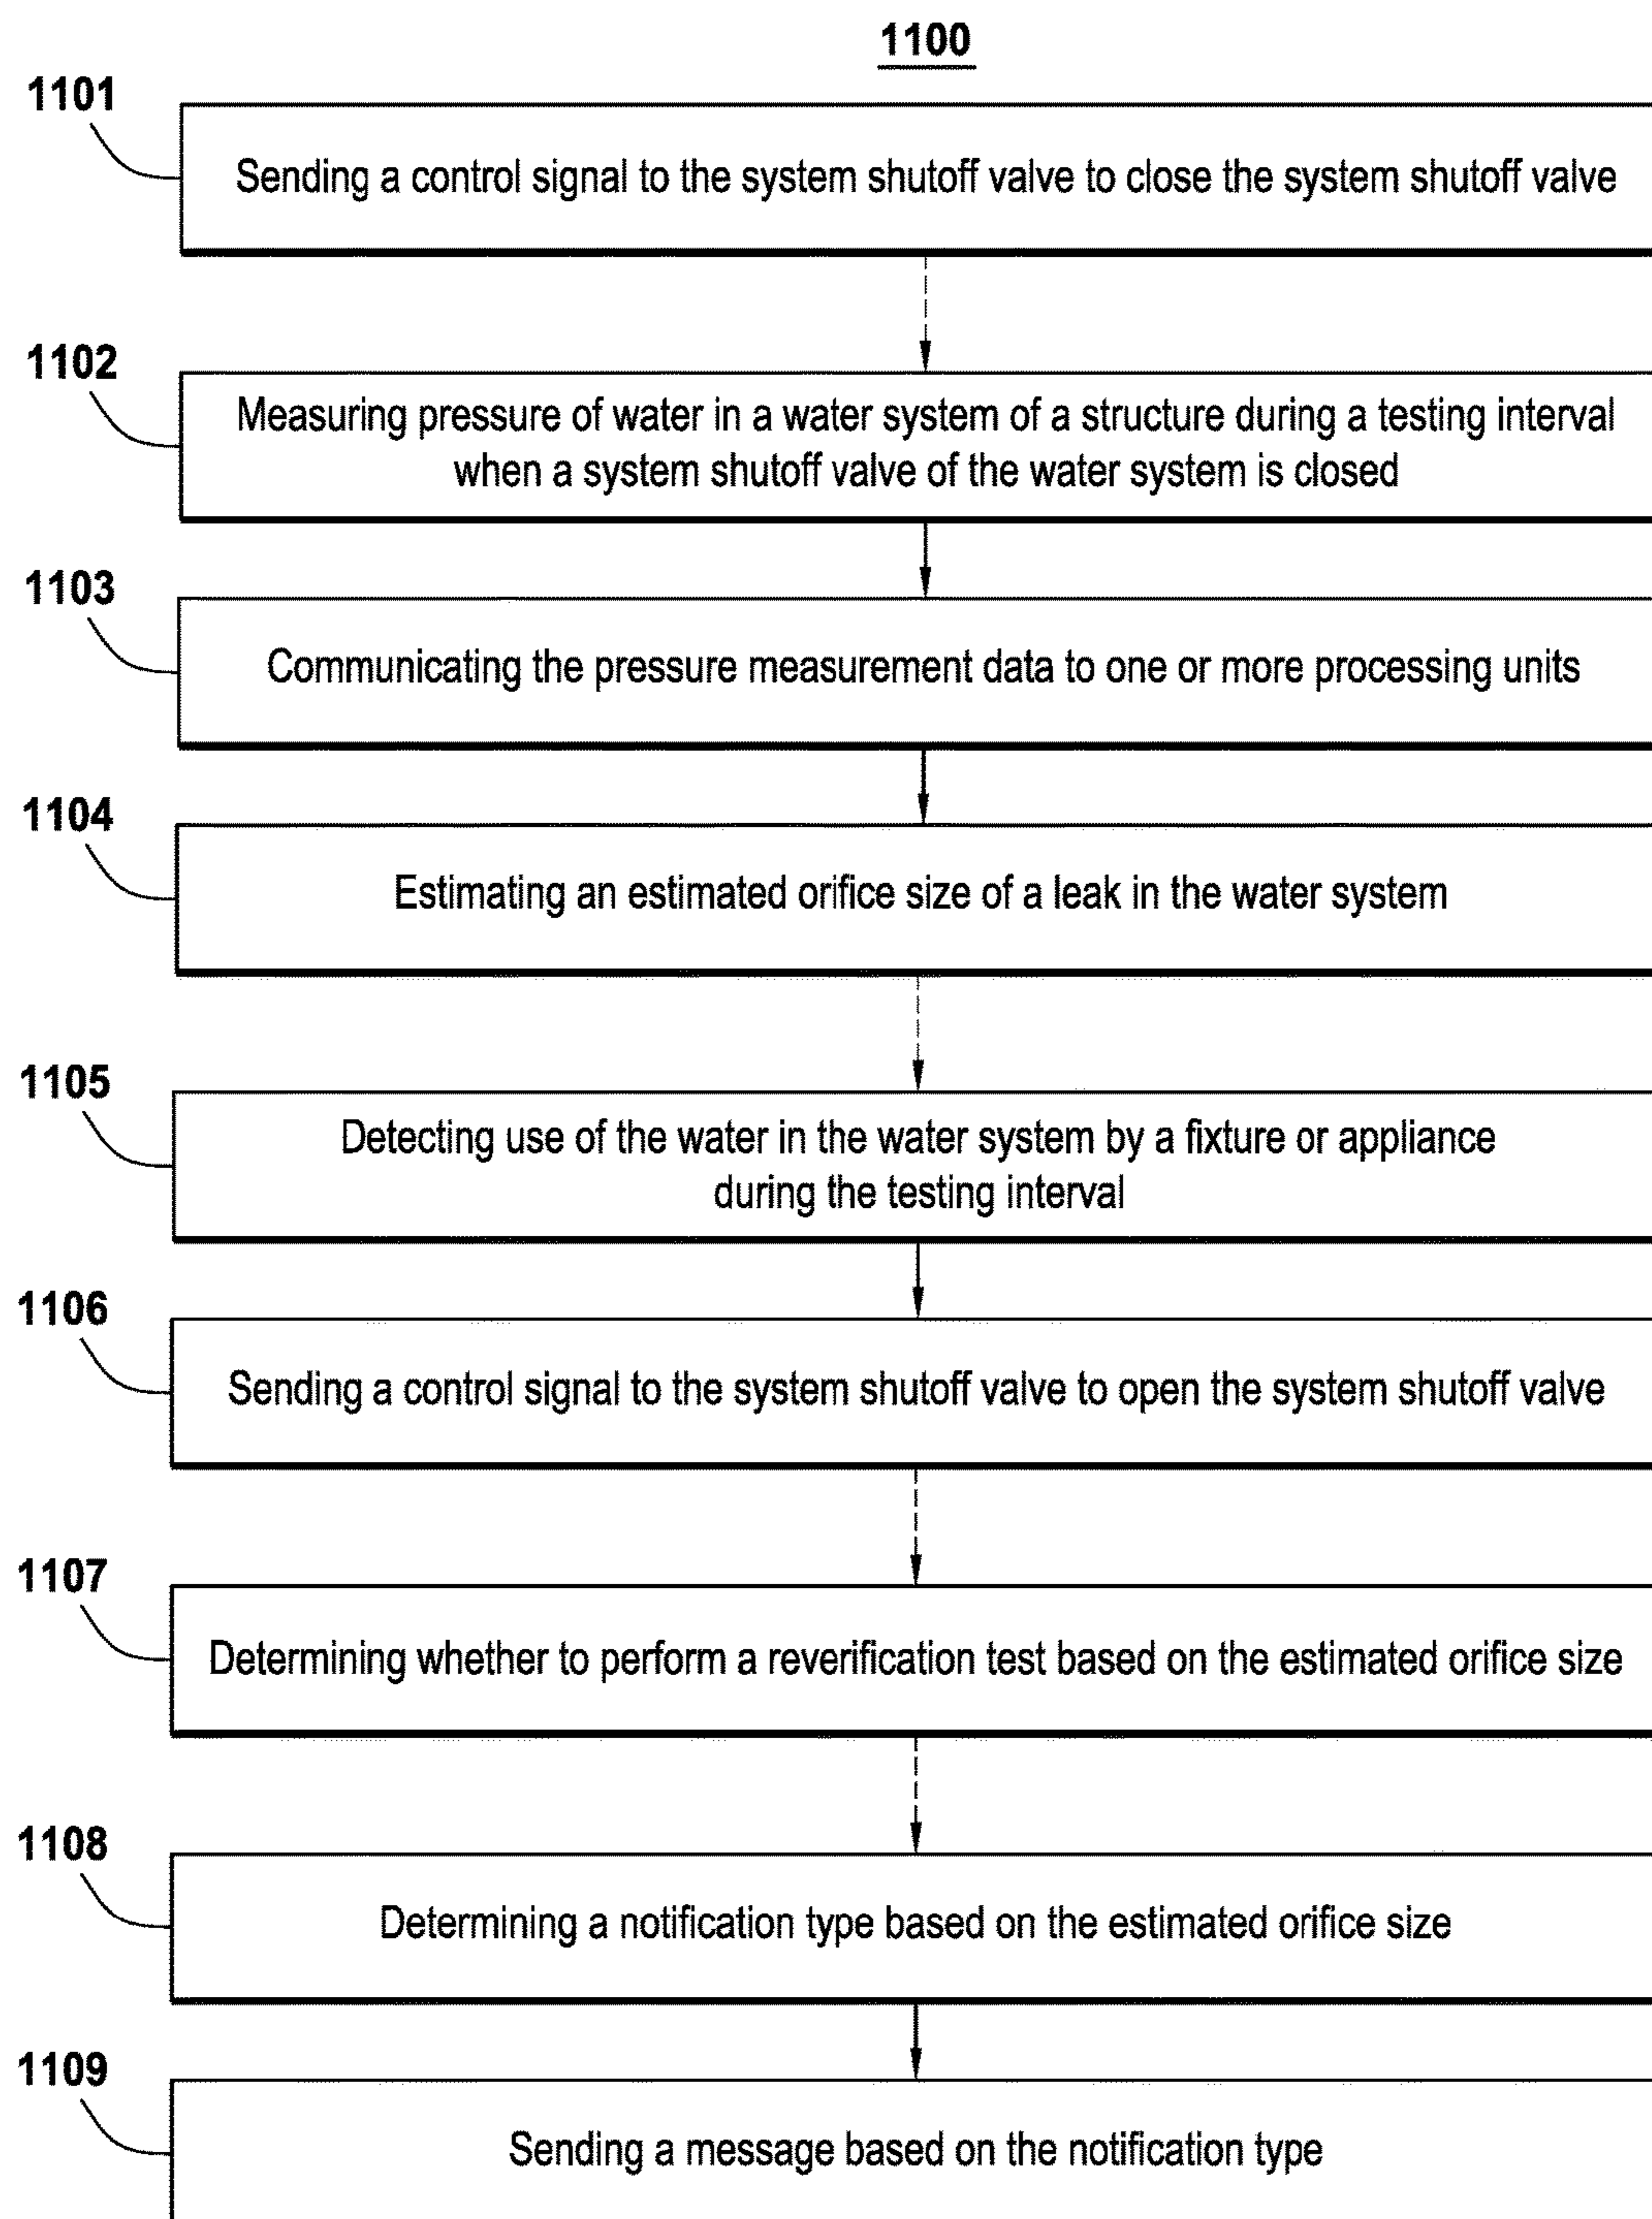 1100
1101
Sending a control signal to the system shutoff valve to close the system shutoff valve
1102
Measuring pressure of water in a water system of a structure during a testing interval
when a system shutoff valve of the water system is closed
1103
Communicating the pressure measurement data to one or more processing units
1104
Estimating an estimated orifice size of a leak in the water system
1105
Detecting use of the water in the water system by a fixture or appliance
during the testing interval
1106
Sending a control signal to the system shutoff valve to open the system shutoff valve
1107
Determining whether to perform a reverification test based on the estimated orifice size
1108
Determining a notification type based on the estimated orifice size
1109
Sending a message based on the notification type